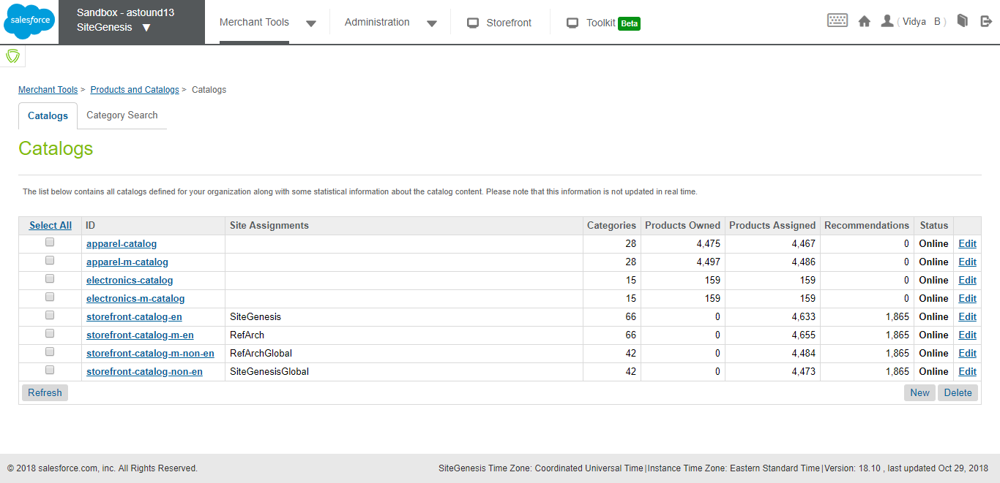 salesforce
Sandbox - astound13
SiteGenesis ▼
Merchant Tools
Administration
Storefront
Toolkit Beta
( Vidya B )
Merchant Tools > Products and Catalogs > Catalogs
Catalogs
Category Search
Catalogs
The list below contains all catalogs defined for your organization along with some statistical information about the catalog content. Please note that this information is not updated in real time.
Select All ID Site Assignments Categories Products Owned Products Assigned Recommendations Status
apparel-catalog 28 4,475 4,467 0 Online Edit
apparel-m-catalog 28 4,497 4,486 0 Online Edit
electronics-catalog 15 159 159 0 Online Edit
electronics-m-catalog 15 159 159 0 Online Edit
storefront-catalog-en SiteGenesis 66 0 4,633 1,865 Online Edit
storefront-catalog-m-en RefArch 66 0 4,655 1,865 Online Edit
storefront-catalog-m-non-en RefArchGlobal 42 0 4,484 1,865 Online Edit
storefront-catalog-non-en SiteGenesisGlobal 42 0 4,473 1,865 Online Edit
Refresh New Delete
© 2018 salesforce.com, inc. All Rights Reserved. SiteGenesis Time Zone: Coordinated Universal Time|Instance Time Zone: Eastern Standard Time|Version: 18.10 , last updated Oct 29, 2018